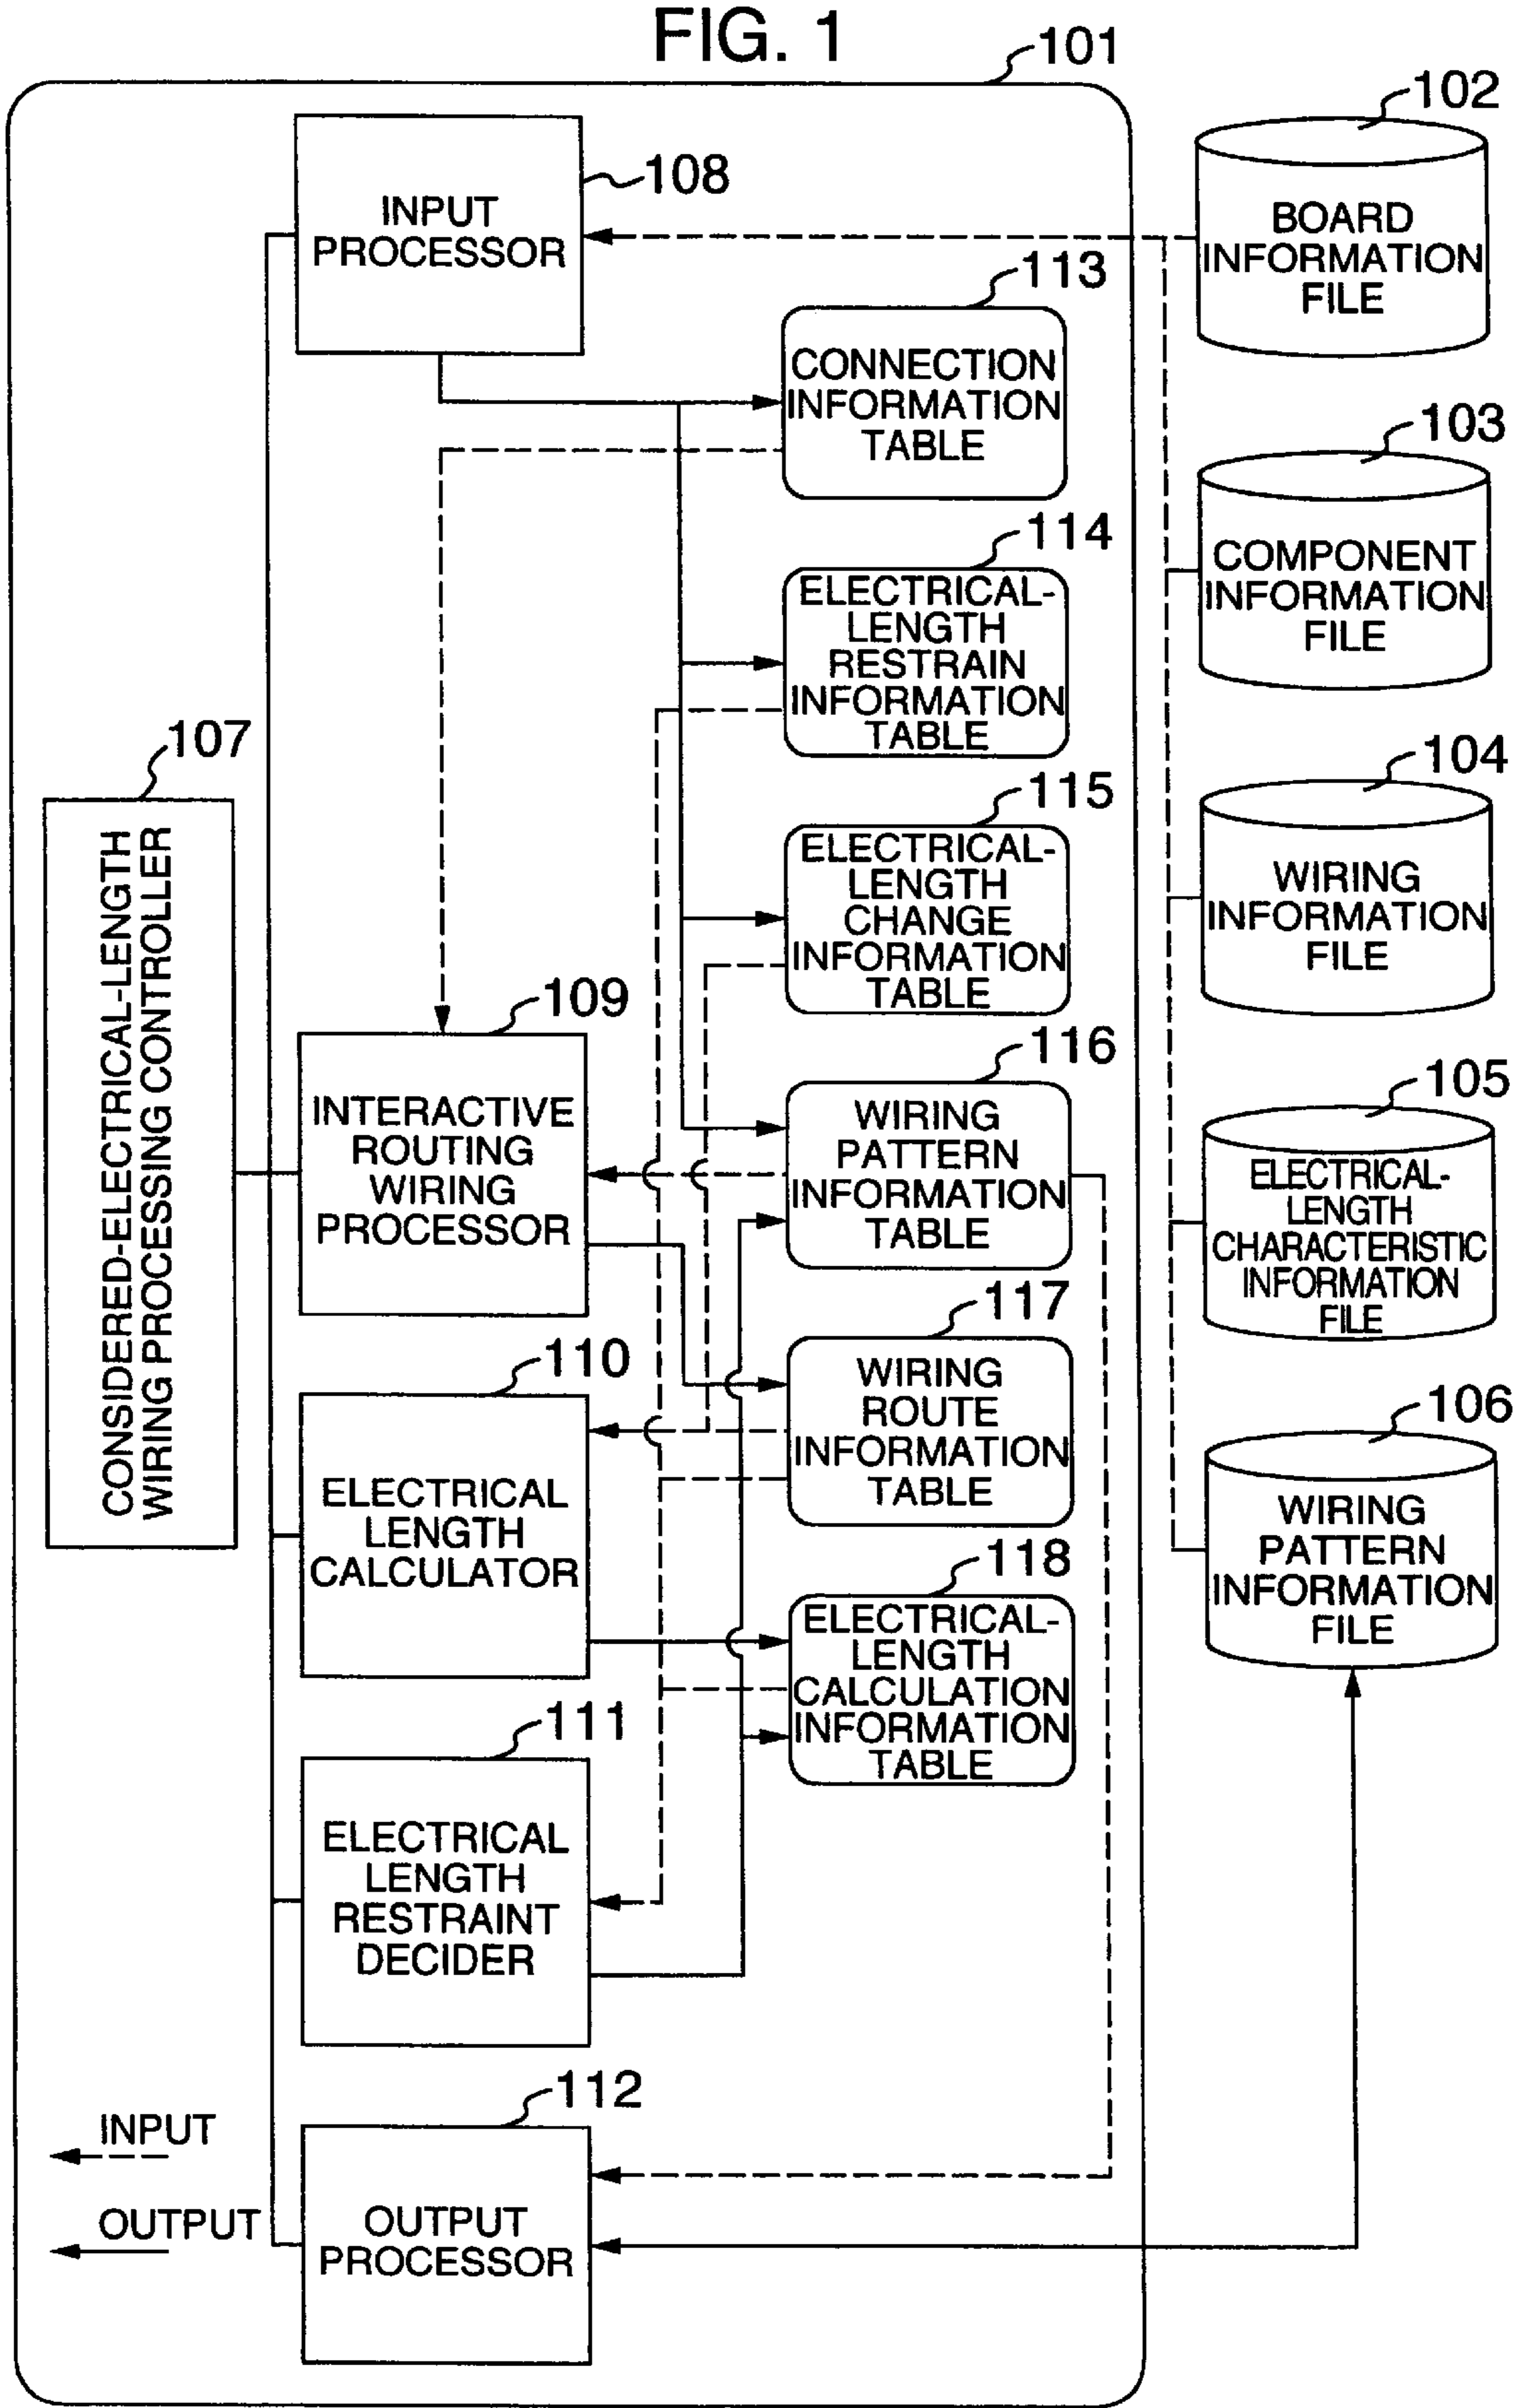 FIG. 1
101
102
BOARD
INFORMATION
FILE
108
INPUT
PROCESSOR
113
CONNECTION
INFORMATION
TABLE
103
COMPONENT
INFORMATION
FILE
114
ELECTRICAL-
LENGTH
RESTRAIN
INFORMATION
TABLE
107
CONSIDERED-ELECTRICAL-LENGTH
WIRING PROCESSING CONTROLLER
104
WIRING
INFORMATION
FILE
115
ELECTRICAL-
LENGTH
CHANGE
INFORMATION
TABLE
109
INTERACTIVE
ROUTING
WIRING
PROCESSOR
116
WIRING
PATTERN
INFORMATION
TABLE
105
ELECTRICAL-
LENGTH
CHARACTERISTIC
INFORMATION
FILE
117
WIRING
ROUTE
INFORMATION
TABLE
110
ELECTRICAL
LENGTH
CALCULATOR
106
WIRING
PATTERN
INFORMATION
FILE
118
ELECTRICAL-
LENGTH
CALCULATION
INFORMATION
TABLE
111
ELECTRICAL
LENGTH
RESTRAINT
DECIDER
112
OUTPUT
PROCESSOR
INPUT
OUTPUT